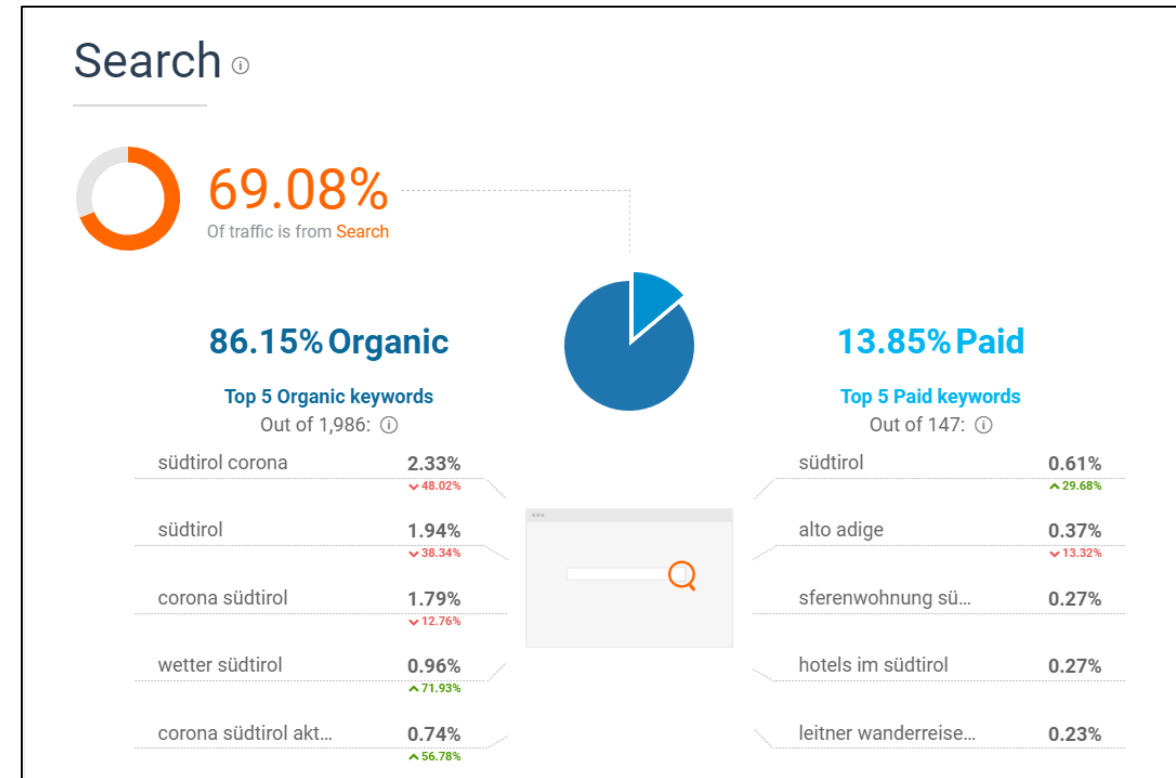 Search
69.08%
Of traffic is from Search
86.15% Organic
Top 5 Organic keywords
Out of 1,986:
südtirol corona 2.33%
48.02%
südtirol 1.94%
38.34%
corona südtirol 1.79%
12.76%
wetter südtirol 0.96%
71.93%
corona südtirol akt... 0.74%
56.78%
13.85% Paid
Top 5 Paid keywords
Out of 147:
südtirol 0.61%
29.68%
alto adige 0.37%
13.32%
sferenwohnung sü... 0.27%
hotels im südtirol 0.27%
leitner wanderreise... 0.23%